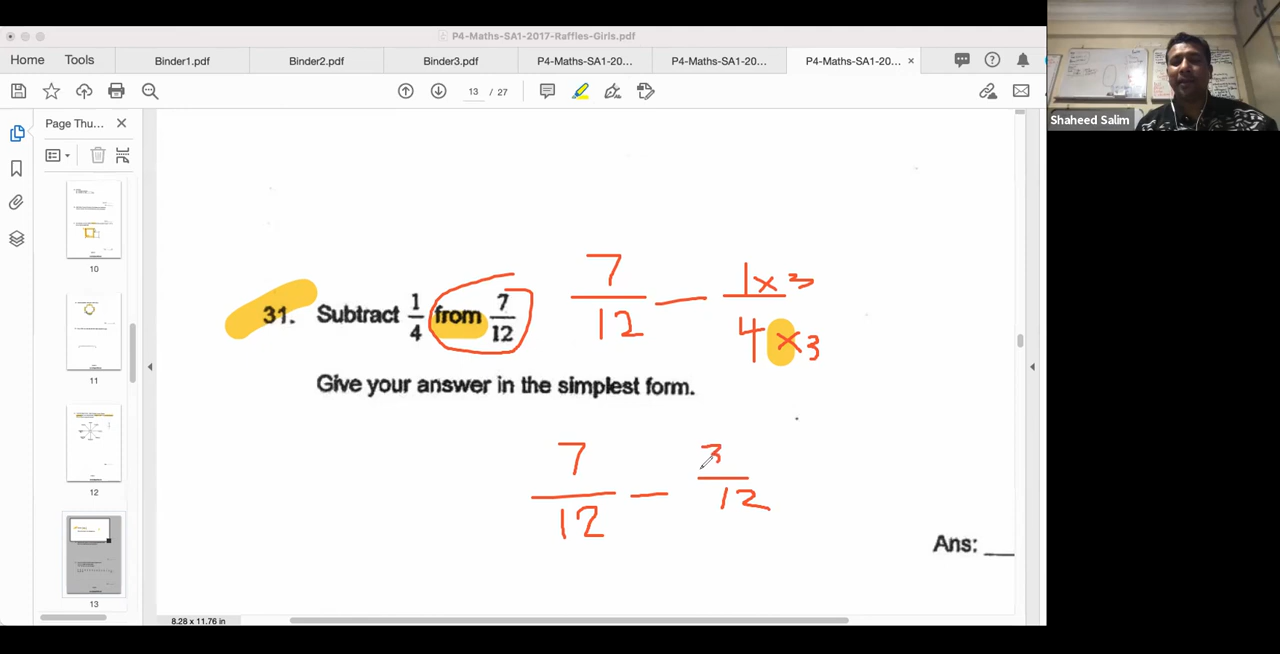 P4-Maths-SA1-2017-Raffles-Girls.pdf
Home Tools Binder1.pdf Binder2.pdf Binder3.pdf P4-Maths-SA1-20... P4-Maths-SA1-20... P4-Maths-SA1-20... ×
13 / 27
Page Thu...
10
11
12
13
Shaheed Salim
31. Subtract 1/4 from 7/12
7/12 — 1 x 3 / 4 x 3
Give your answer in the simplest form.
7/12 — 3/12
Ans: ___
8.28 x 11.76 in